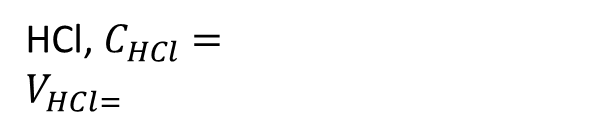 HCl, C_{HCl} =
V_{HCl=}